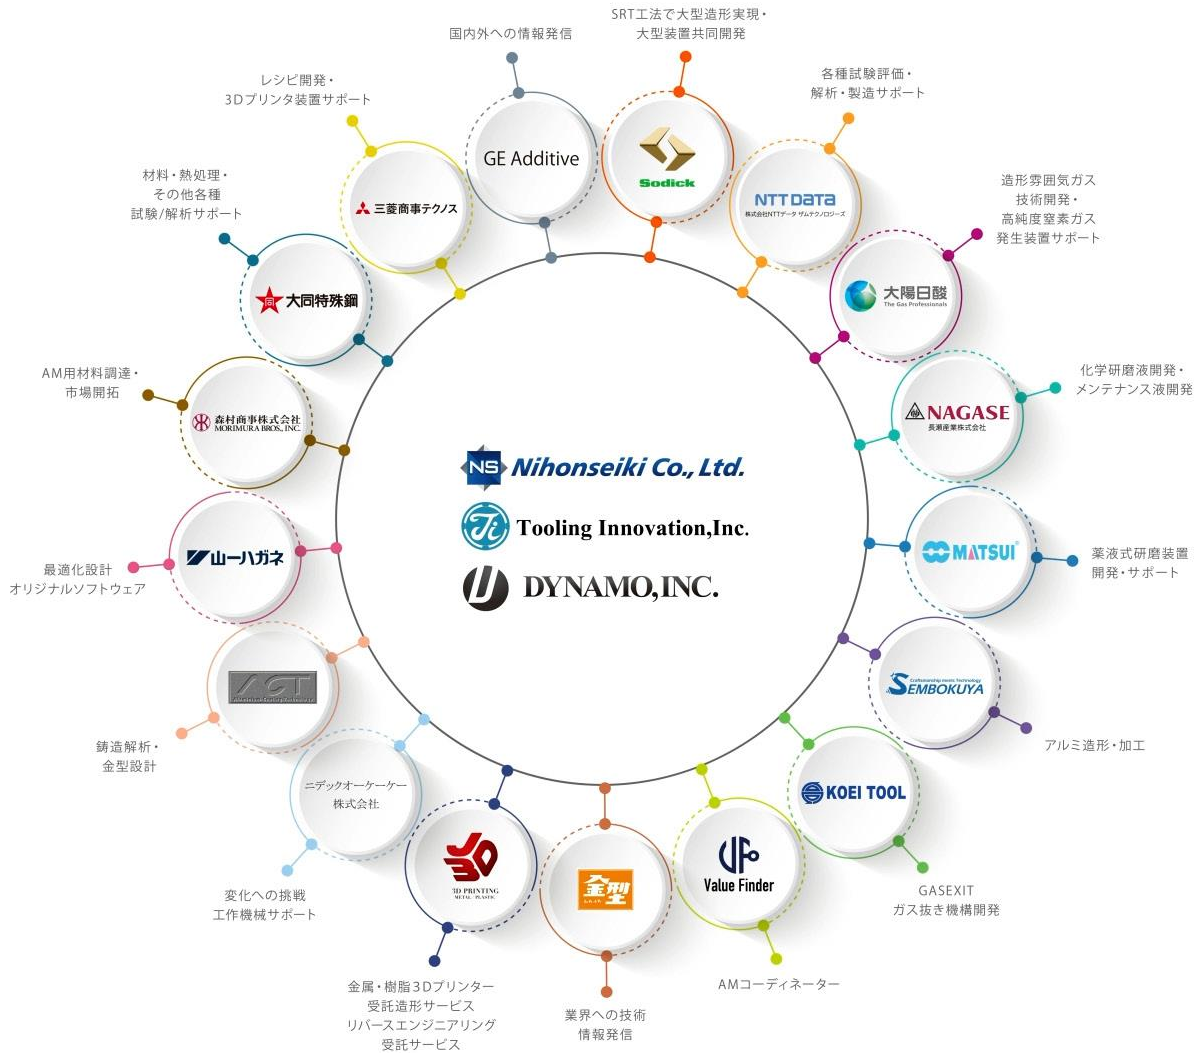 国内外への情報発信
GE Additive
SRT工法で大型造形実現・
大型装置共同開発
Sodick
各種試験評価・
解析・製造サポート
NTT DATA
株式会社NTTデータ ザムテクノロジーズ
造形雰囲気ガス
技術開発・
高純度窒素ガス
発生装置サポート
大陽日酸
The Gas Professionals
化学研磨液開発・
メンテナンス液開発
NAGASE
長瀬産業株式会社
薬液式研磨装置
開発・サポート
MATSUI
アルミ造形・加工
Craftsmanship meets Technology
SEMBOKUYA
GASEXIT
ガス抜き機構開発
KOEI TOOL
AMコーディネーター
Value Finder
業界への技術
情報発信
金型
しんぶん
金属・樹脂3Dプリンター
受託造形サービス
リバースエンジニアリング
受託サービス
3D PRINTING
METAL / PLASTIC
変化への挑戦
工作機械サポート
ニデックオーケーケー
株式会社
鋳造解析・
金型設計
ACT
最適化設計
オリジナルソフトウェア
山一ハガネ
AM用材料調達・
市場開拓
森村商事株式会社
MORIMURA BROS., INC.
材料・熱処理・
その他各種
試験/解析サポート
同
大同特殊鋼
レシピ開発・
3Dプリンタ装置サポート
三菱商事テクノス
NS
Nihonseiki Co., Ltd.
Ti
Tooling Innovation,Inc.
DYNAMO,INC.